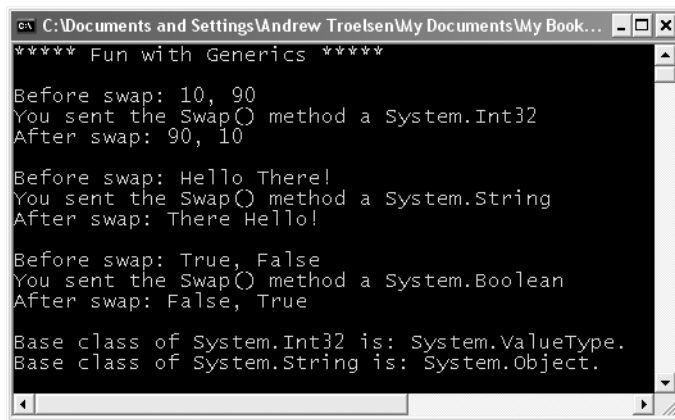 C:\Documents and Settings\Andrew Troelsen\My Documents\My Book...
***** Fun with Generics *****
Before swap: 10, 90
You sent the Swap() method a System.Int32
After swap: 90, 10
Before swap: Hello There!
You sent the Swap() method a System.String
After swap: There Hello!
Before swap: True, False
You sent the Swap() method a System.Boolean
After swap: False, True
Base class of System.Int32 is: System.ValueType.
Base class of System.String is: System.Object.